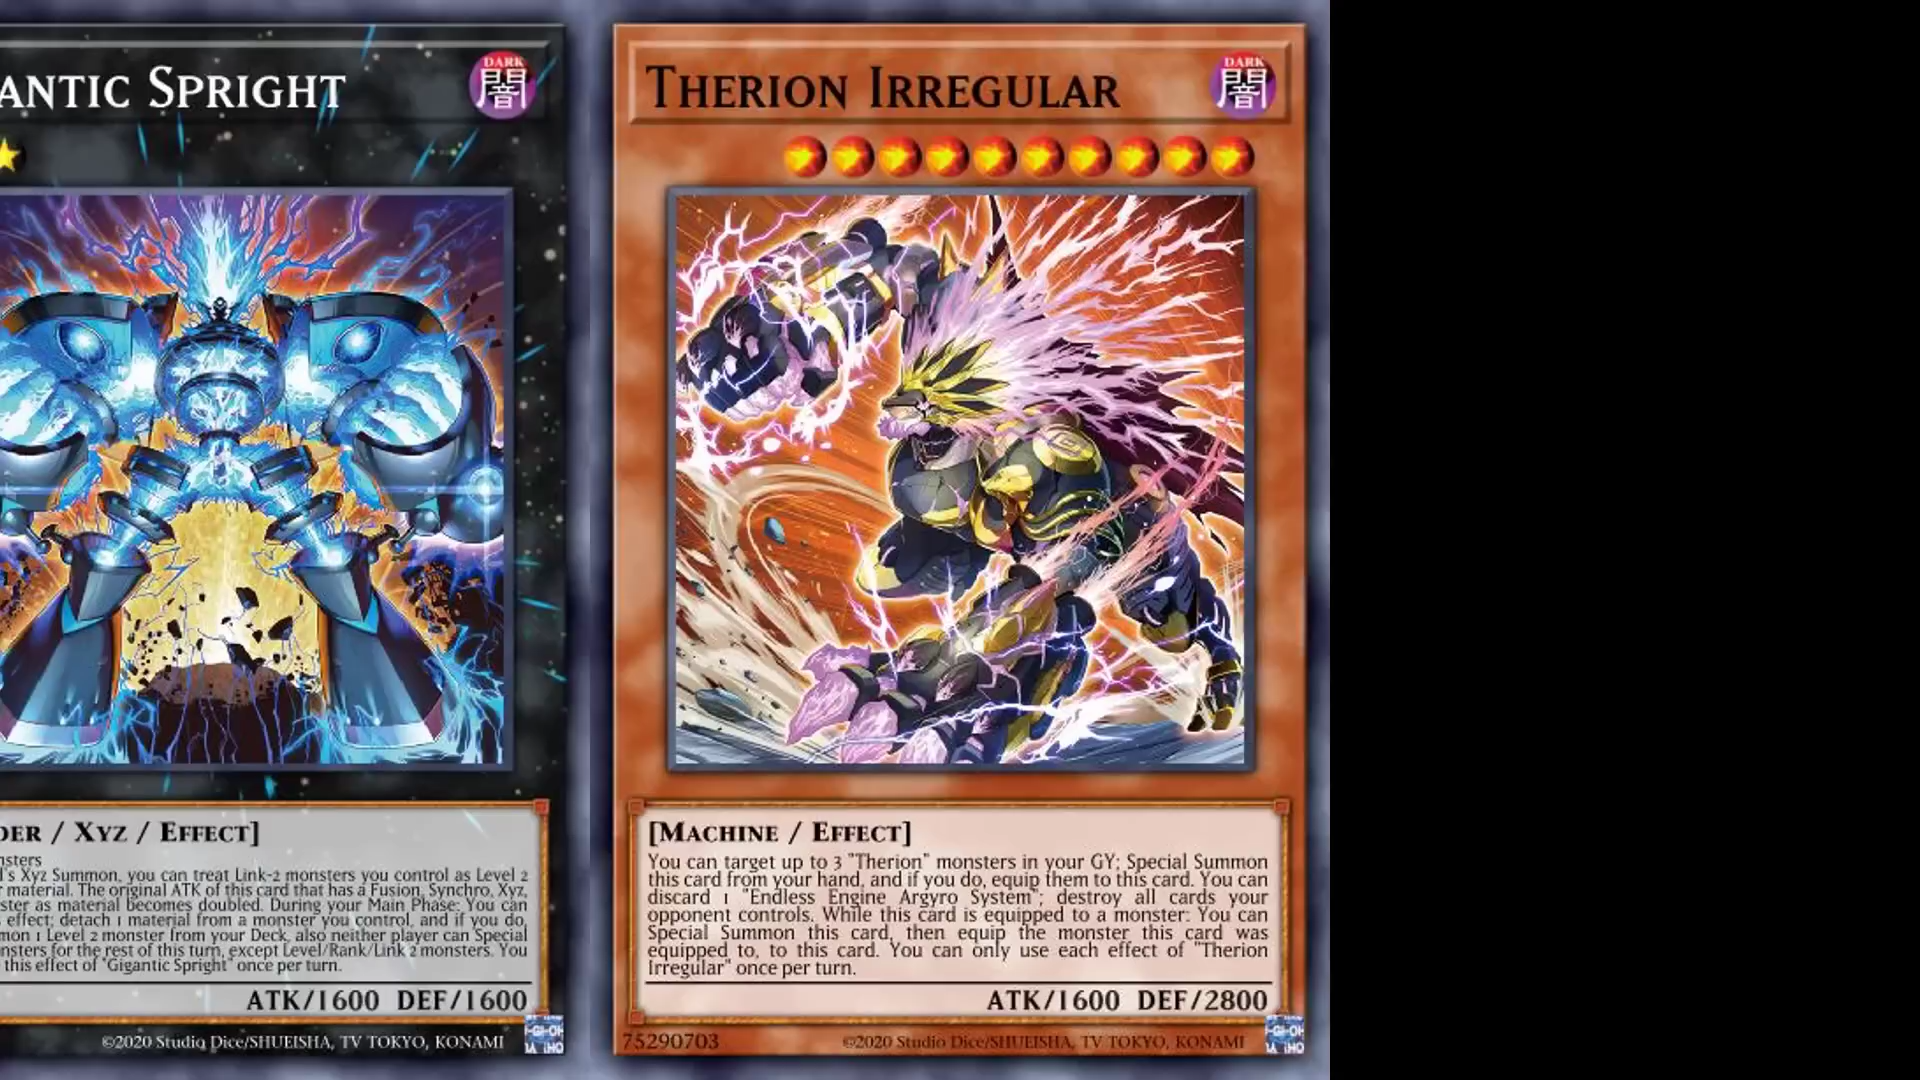 ANTIC SPRIGHT
DARK
闇
DER / XYZ / EFFECT]
nsters
l's Xyz Summon, you can treat Link-2 monsters you control as Level 2
r material. The original ATK of this card that has a Fusion, Synchro, Xyz,
ster as material becomes doubled. During your Main Phase: You can
s effect; detach 1 material from a monster you control, and if you do,
mon 1 Level 2 monster from your Deck, also neither player can Special
nsters for the rest of this turn, except Level/Rank/Link 2 monsters. You
this effect of "Gigantic Spright" once per turn.
ATK/1600 DEF/1600
©2020 Studio Dice/SHUEISHA, TV TOKYO, KONAMI
THERION IRREGULAR
DARK
闇
[MACHINE / EFFECT]
You can target up to 3 "Therion" monsters in your GY; Special Summon
this card from your hand, and if you do, equip them to this card. You can
discard 1 "Endless Engine Argyro System"; destroy all cards your
opponent controls. While this card is equipped to a monster: You can
Special Summon this card, then equip the monster this card was
equipped to, to this card. You can only use each effect of "Therion
Irregular" once per turn.
ATK/1600 DEF/2800
75290703
©2020 Studio Dice/SHUEISHA, TV TOKYO, KONAMI